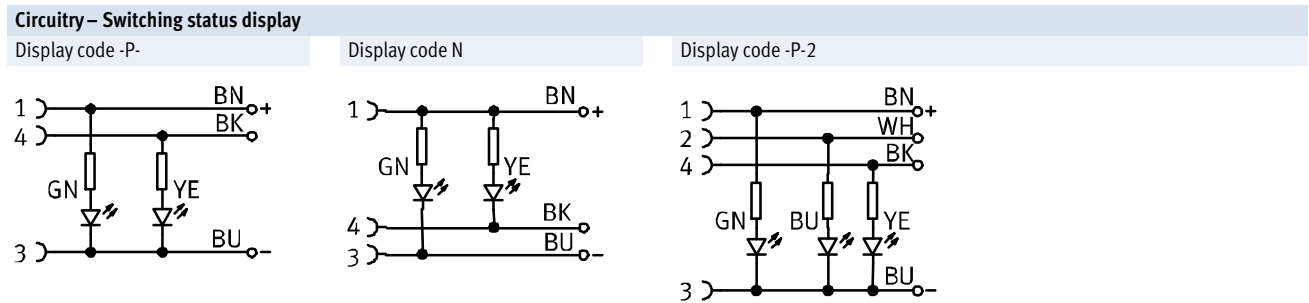 Circuitry – Switching status display
Display code -P-
1 BN +
4 BK
GN YE
3 BU –
Display code N
1 BN +
GN YE
4 BK
3 BU –
Display code -P-2
1 BN +
2 WH
4 BK
GN BU YE
3 BU –